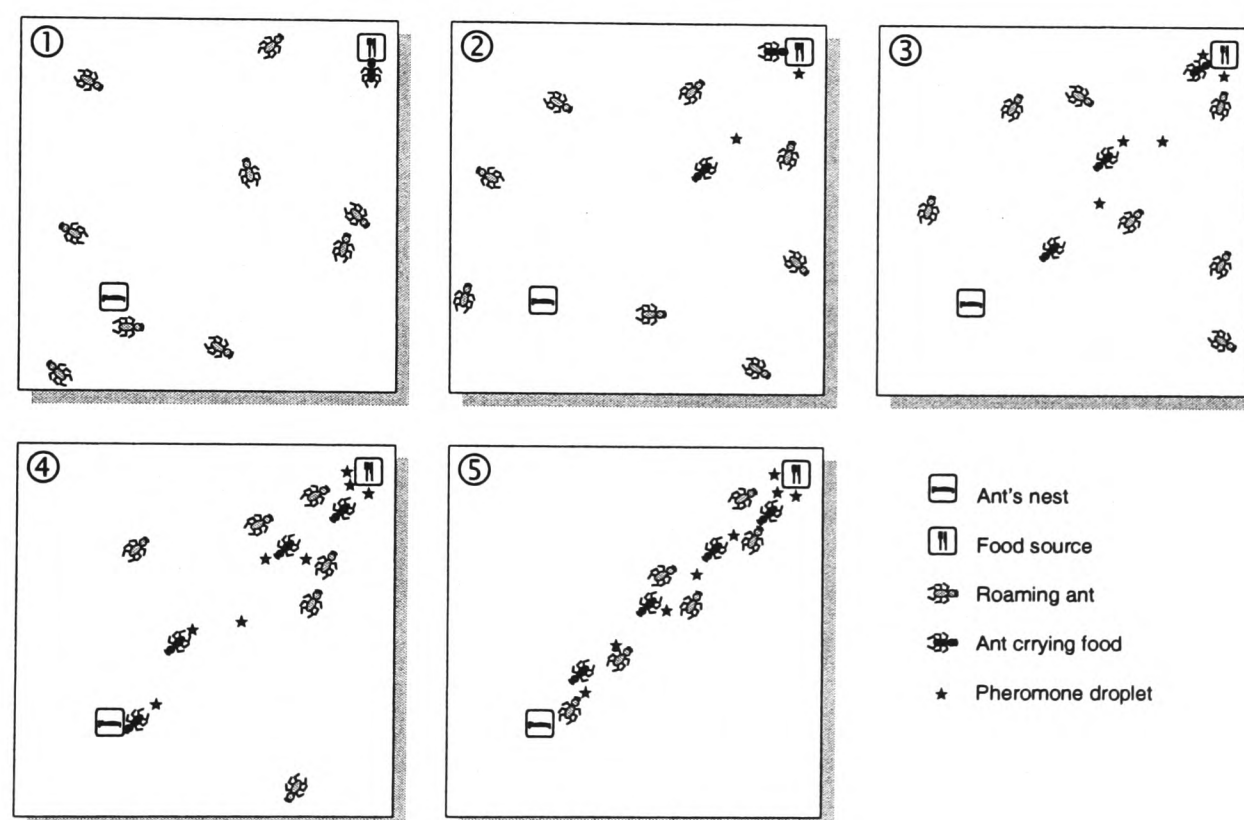 ①
②
③
④
⑤
Ant's nest
Food source
Roaming ant
Ant crrying food
Pheromone droplet